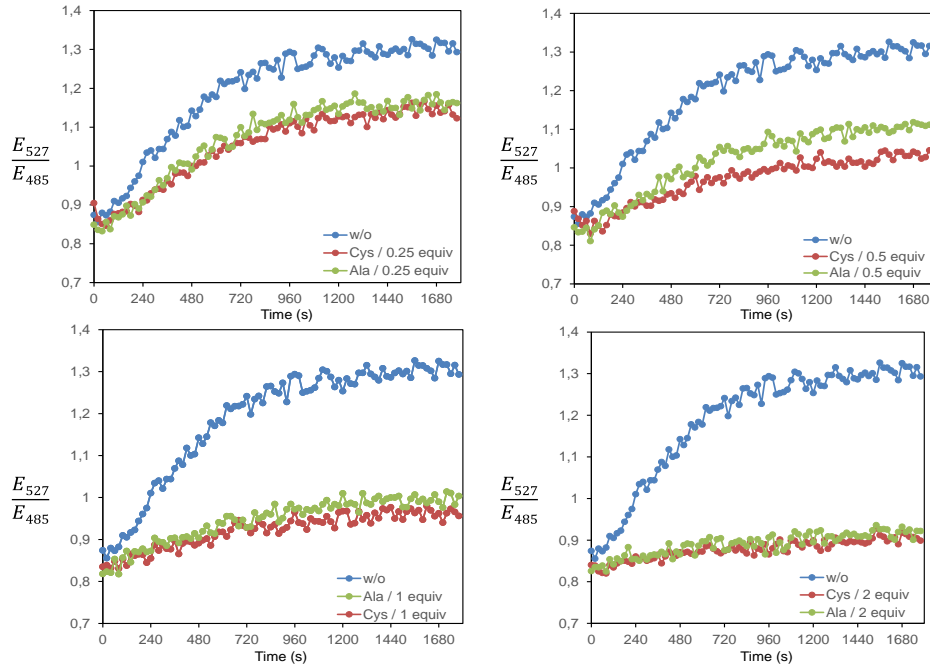 1,4
1,3
1,2
1,1
1
0,9
0,8
0,7
E527
E485
w/o
Cys / 0.25 equiv
Ala / 0.25 equiv
0 240 480 720 960 1200 1440 1680
Time (s)
1,4
1,3
1,2
1,1
1
0,9
0,8
0,7
E527
E485
w/o
Cys / 0.5 equiv
Ala / 0.5 equiv
0 240 480 720 960 1200 1440 1680
Time (s)
1,4
1,3
1,2
1,1
1
0,9
0,8
0,7
E527
E485
w/o
Ala / 1 equiv
Cys / 1 equiv
0 240 480 720 960 1200 1440 1680
Time (s)
1,4
1,3
1,2
1,1
1
0,9
0,8
0,7
E527
E485
w/o
Cys / 2 equiv
Ala / 2 equiv
0 240 480 720 960 1200 1440 1680
Time (s)